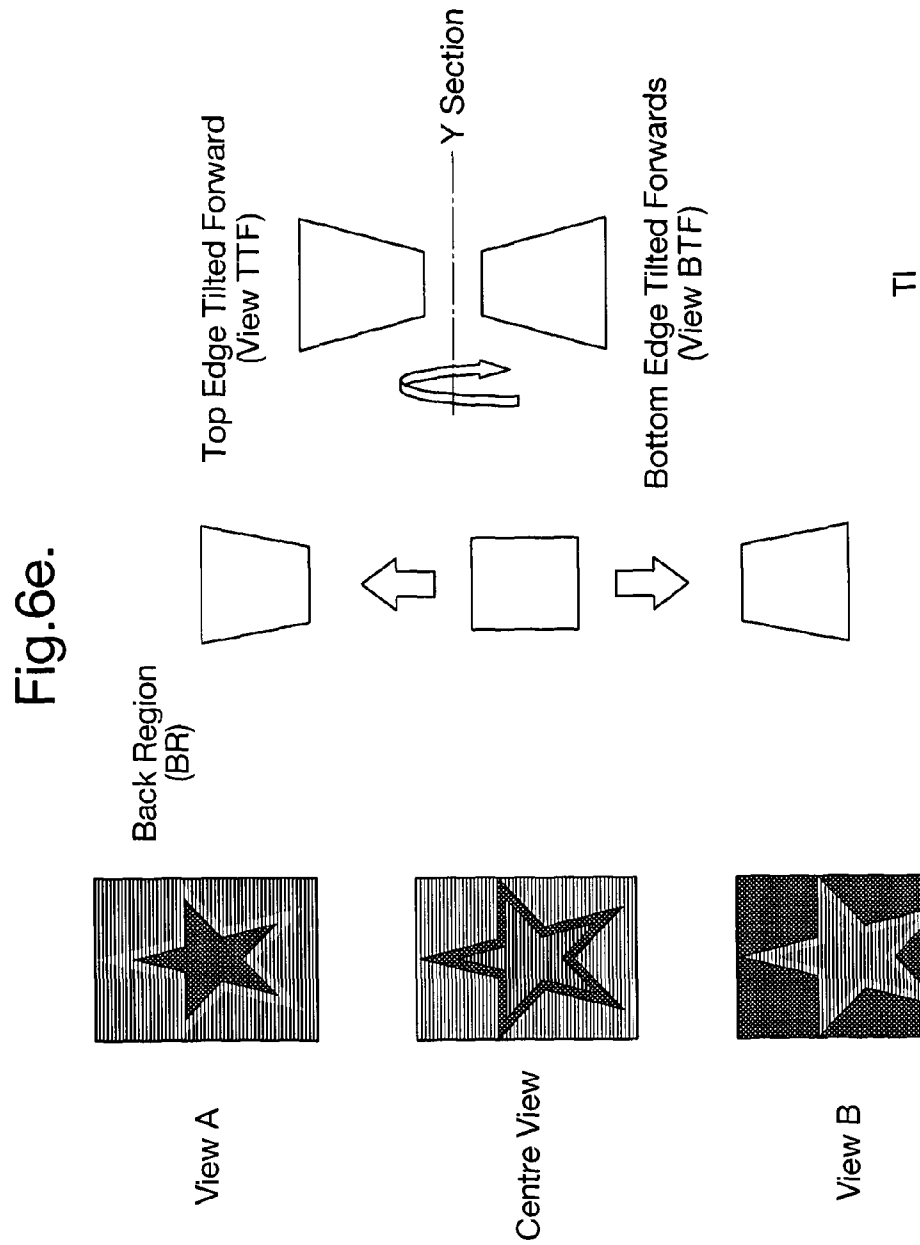 Fig.6e.
Back Region
(BR)
Top Edge Tilted Forward
(View TTF)
Y Section
Bottom Edge Tilted Forwards
(View BTF)
View A
Centre View
View B